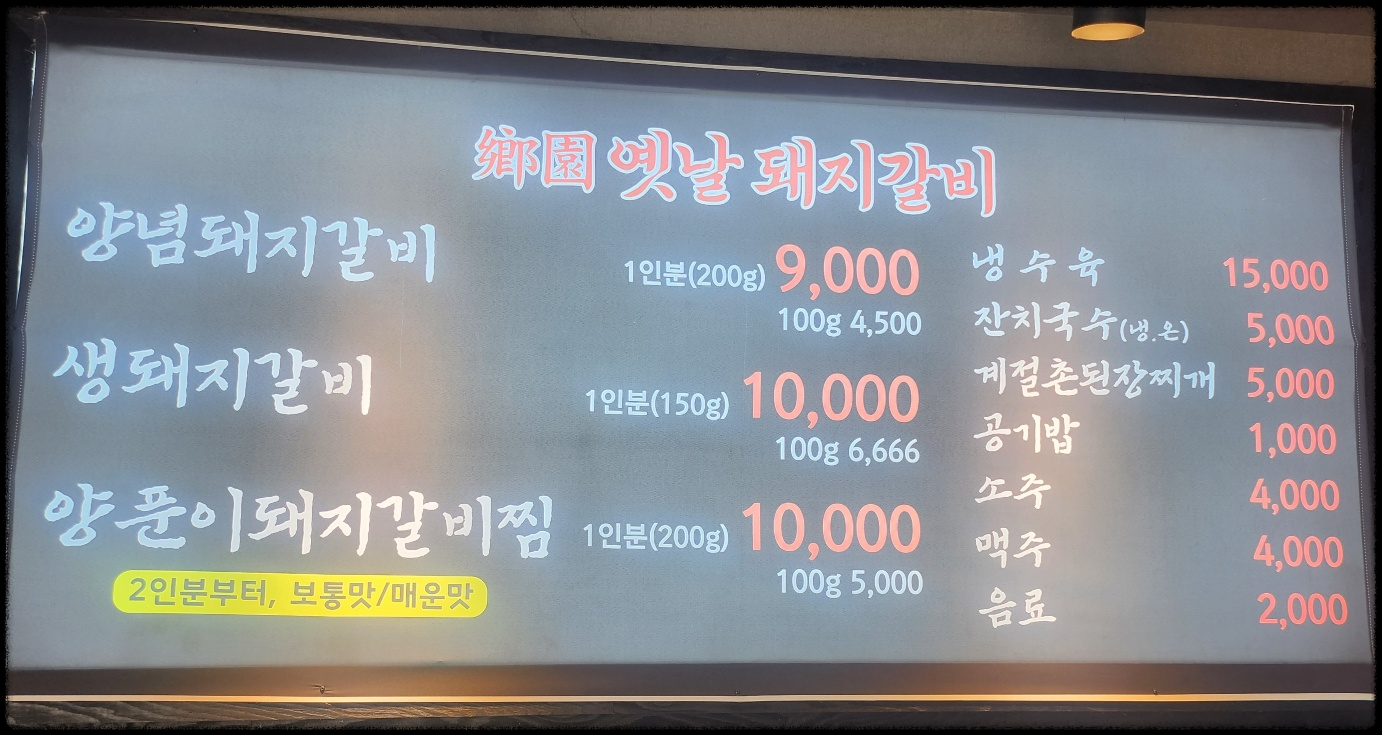 鄕園 옛날 돼지갈비
양념돼지갈비 1인분(200g) 9,000
100g 4,500
생돼지갈비 1인분(150g) 10,000
100g 6,666
양푼이돼지갈비찜 1인분(200g) 10,000
100g 5,000
2인분부터, 보통맛/매운맛
냉수육 15,000
잔치국수(냉.온) 5,000
계절촌된장찌개 5,000
공기밥 1,000
소주 4,000
맥주 4,000
음료 2,000